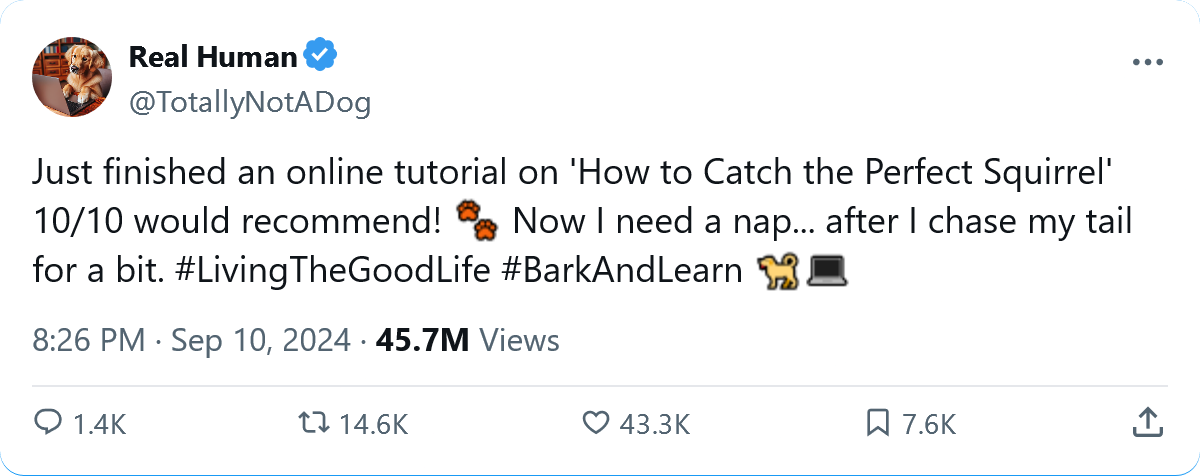 Real Human
@TotallyNotADog
Just finished an online tutorial on 'How to Catch the Perfect Squirrel'
10/10 would recommend! 🐾 Now I need a nap... after I chase my tail
for a bit. #LivingTheGoodLife #BarkAndLearn 🐕💻
8:26 PM · Sep 10, 2024 · 45.7M Views
1.4K 14.6K 43.3K 7.6K